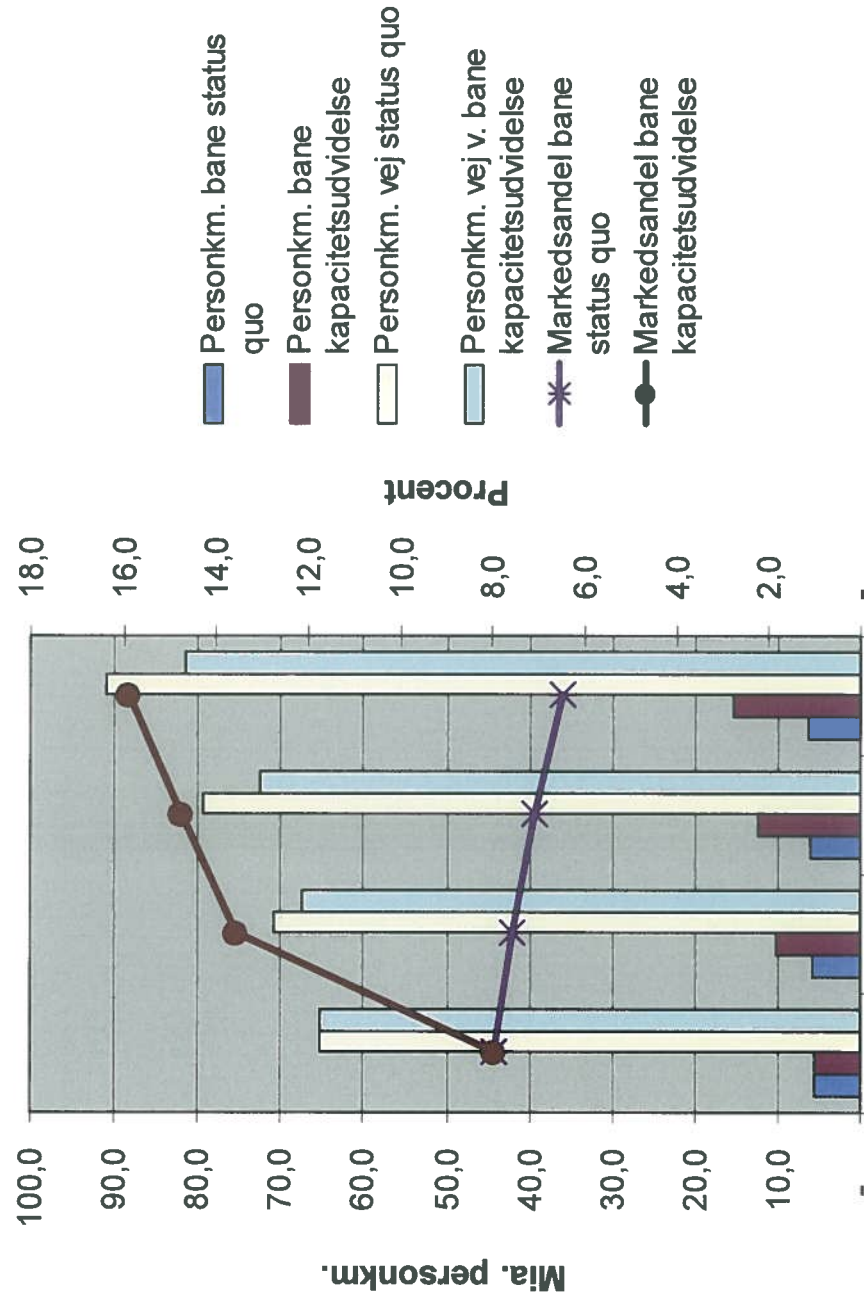 Mia. personkm.
100,0
90,0
80,0
70,0
60,0
50,0
40,0
30,0
20,0
10,0
-
18,0
16,0
14,0
12,0
10,0
8,0
6,0
4,0
2,0
-
Procent
Personkm. bane status
quo
Personkm. bane
kapacitetsudvidelse
Personkm. vej status quo
Personkm. vej v. bane
kapacitetsudvidelse
Markedsandel bane
status quo
Markedsandel bane
kapacitetsudvidelse